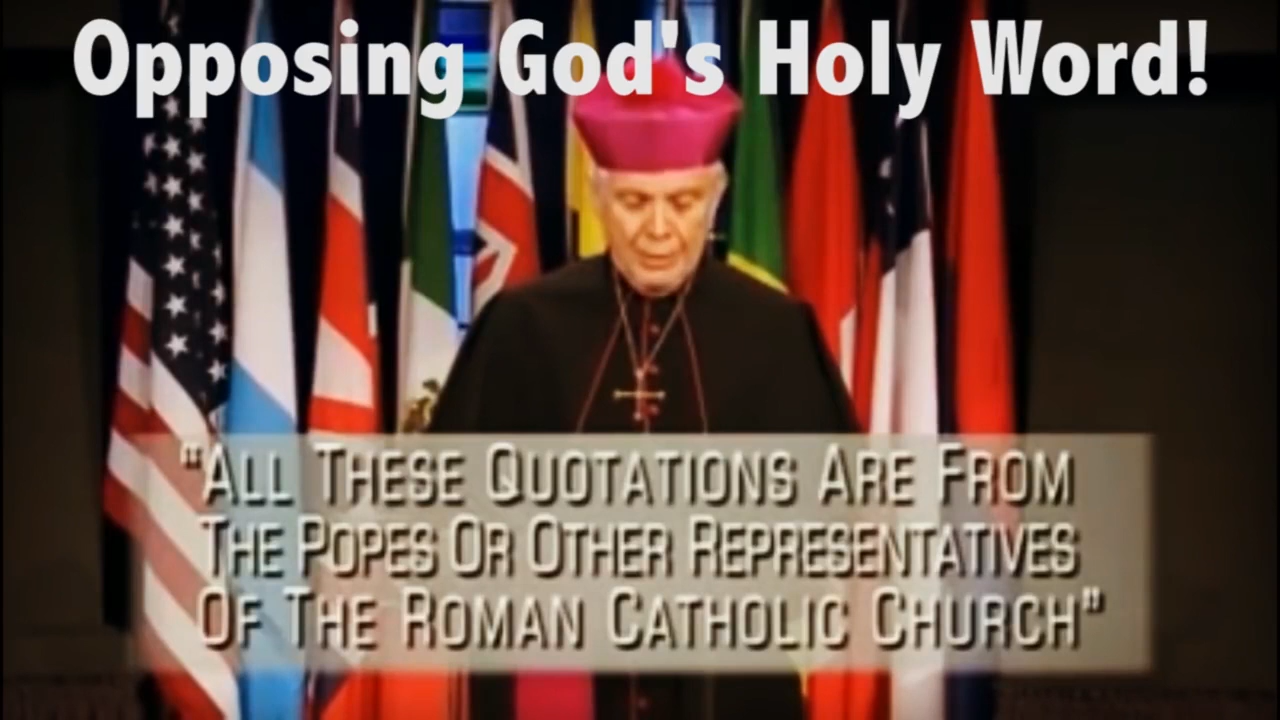 Opposing God's Holy Word!
"ALL THESE QUOTATIONS ARE FROM
THE POPES OR OTHER REPRESENTATIVES
OF THE ROMAN CATHOLIC CHURCH"